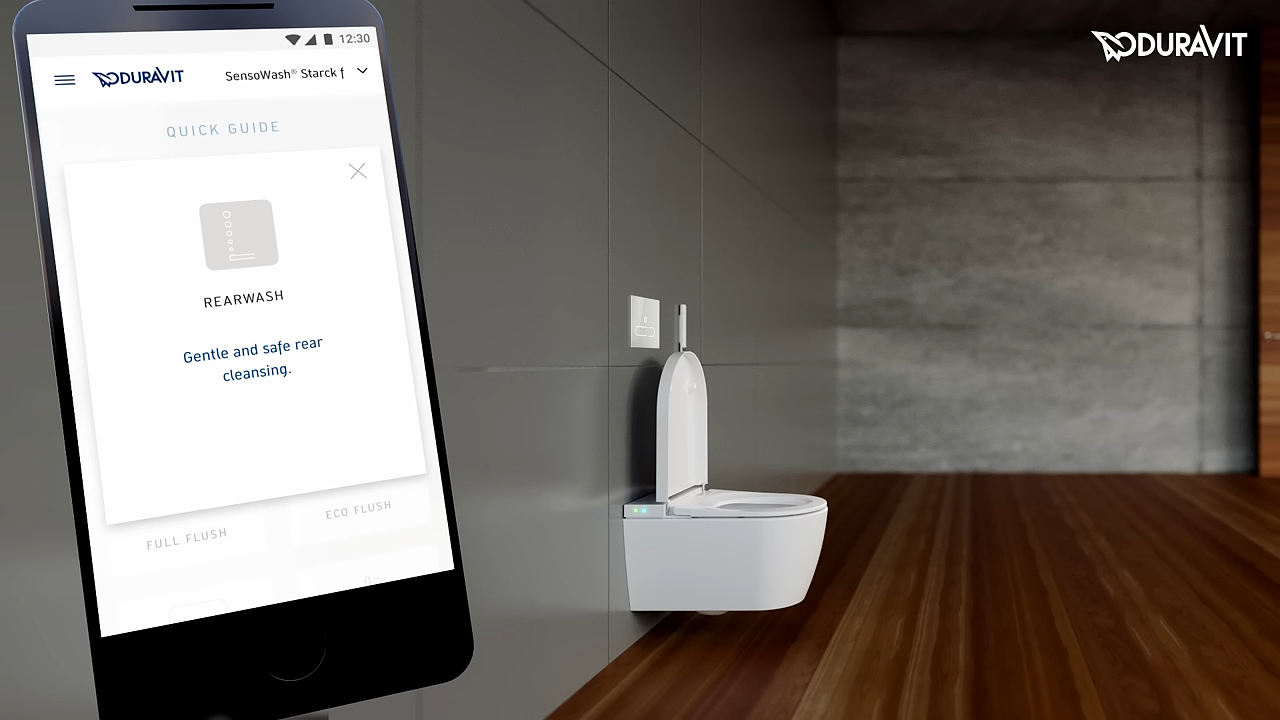 12:30
DURAVIT
SensoWash® Starck f
QUICK GUIDE
REARWASH
Gentle and safe rear
cleansing.
FULL FLUSH
ECO FLUSH
DURAVIT